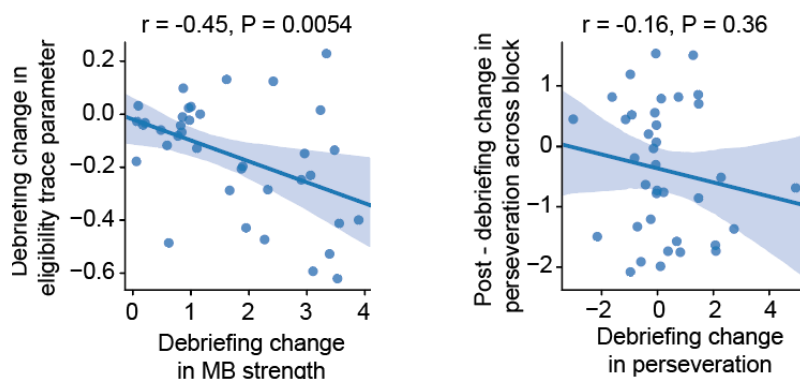 r = -0.45, P = 0.0054
Debriefing change in
eligibility trace parameter
0.2
0.0
−0.2
−0.4
−0.6
0 1 2 3 4
Debriefing change
in MB strength
r = -0.16, P = 0.36
Post - debriefing change in
perseveration across block
1
0
−1
−2
−2 0 2 4
Debriefing change
in perseveration